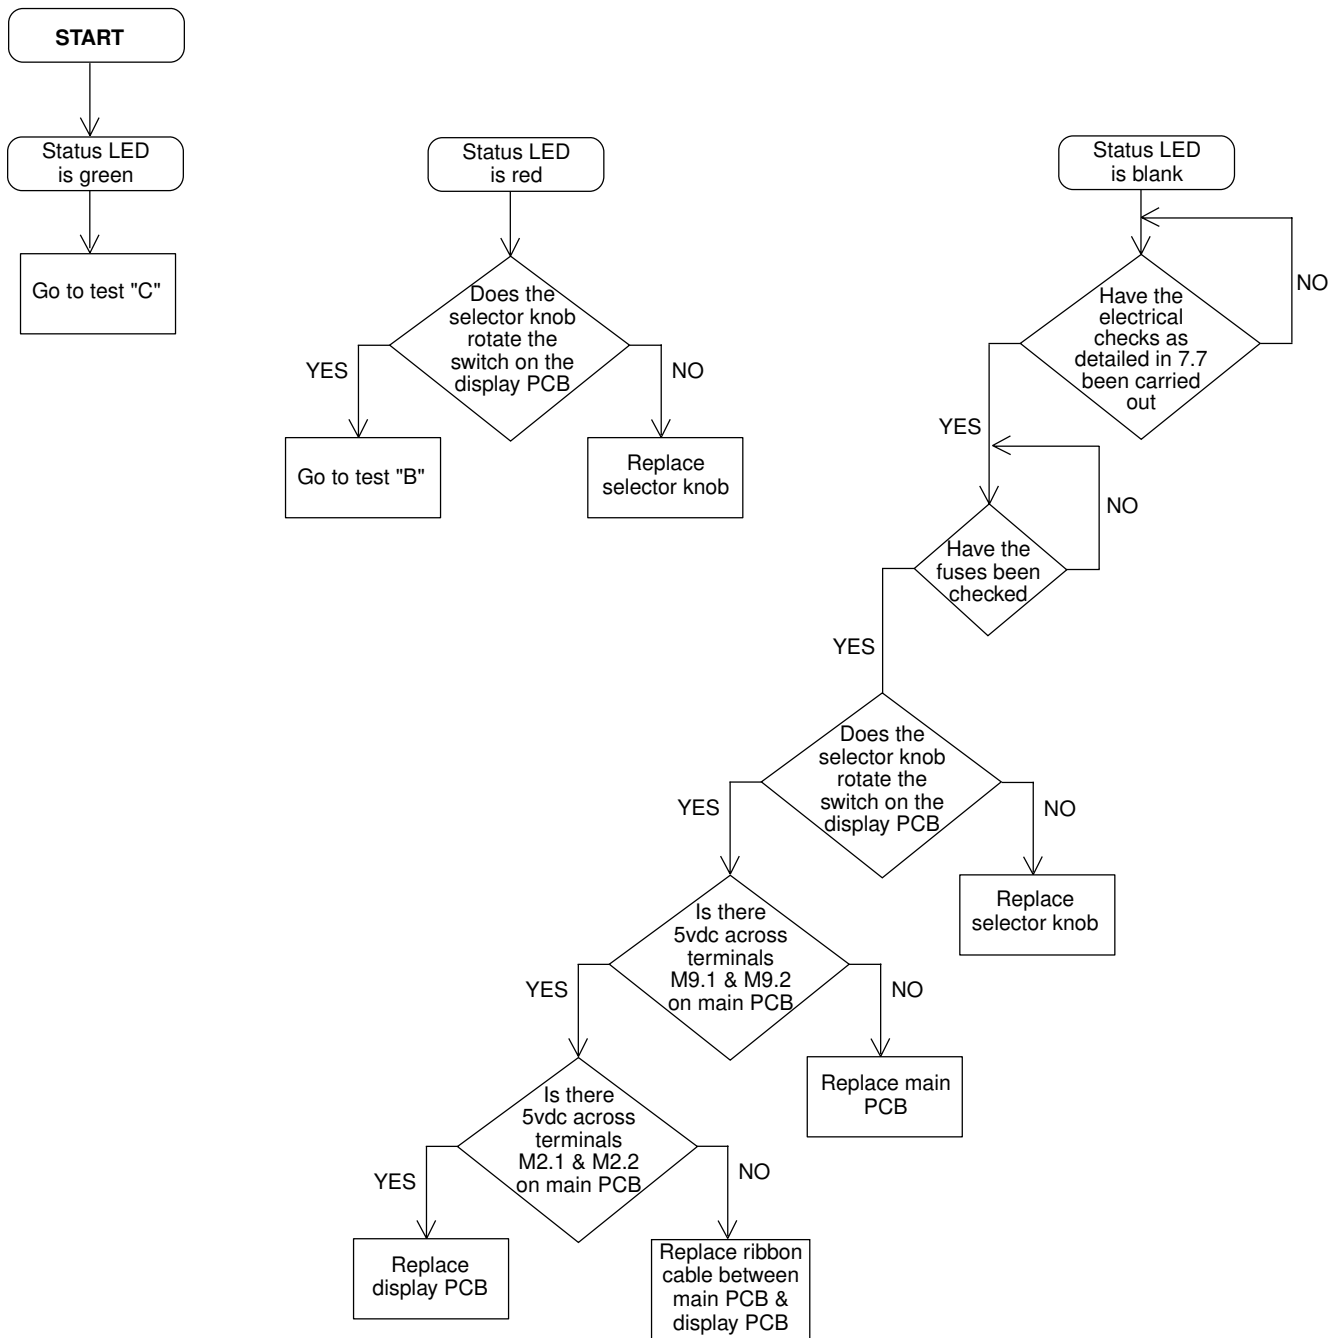 START
Status LED
is green
Go to test "C"
Status LED
is red
Does the
selector knob
rotate the
switch on the
display PCB
YES
NO
Go to test "B"
Replace
selector knob
Status LED
is blank
NO
Have the
electrical
checks as
detailed in 7.7
been carried
out
YES
NO
Have the
fuses been
checked
YES
Does the
selector knob
rotate the
switch on the
display PCB
YES
NO
Replace
selector knob
Is there
5vdc across
terminals
M9.1 & M9.2
on main PCB
YES
NO
Replace main
PCB
Is there
5vdc across
terminals
M2.1 & M2.2
on main PCB
YES
NO
Replace
display PCB
Replace ribbon
cable between
main PCB &
display PCB